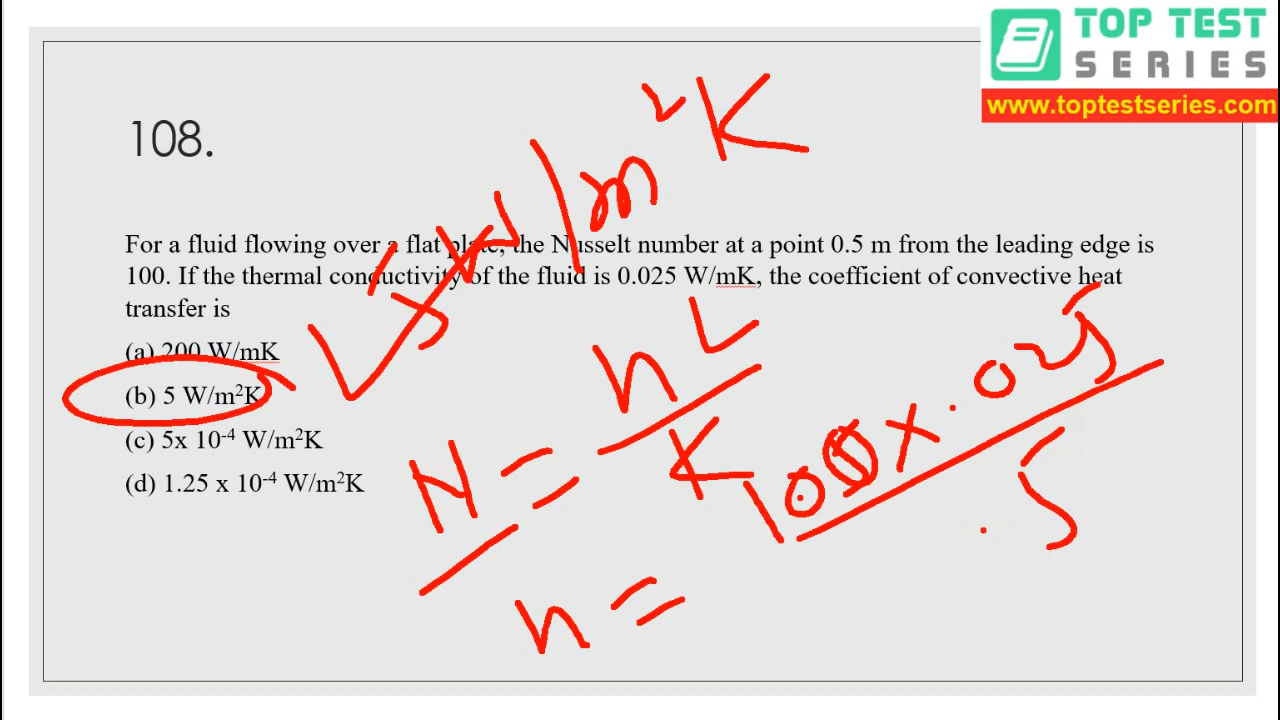 TOP TEST
SERIES
www.toptestseries.com
108.
For a fluid flowing over a flat plate, the Nusselt number at a point 0.5 m from the leading edge is
100. If the thermal conductivity of the fluid is 0.025 W/mK, the coefficient of convective heat
transfer is
(a) 200 W/mK
(b) 5 W/m²K
(c) 5x 10⁻⁴ W/m²K
(d) 1.25 x 10⁻⁴ W/m²K
5 W/m²K
N = hL
K
h = 100 x .025
.5